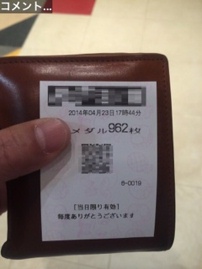 コメント...
2014年04月23日17時44分
メダル962枚
6-0019
[当日限り有効]
毎度ありがとうございます